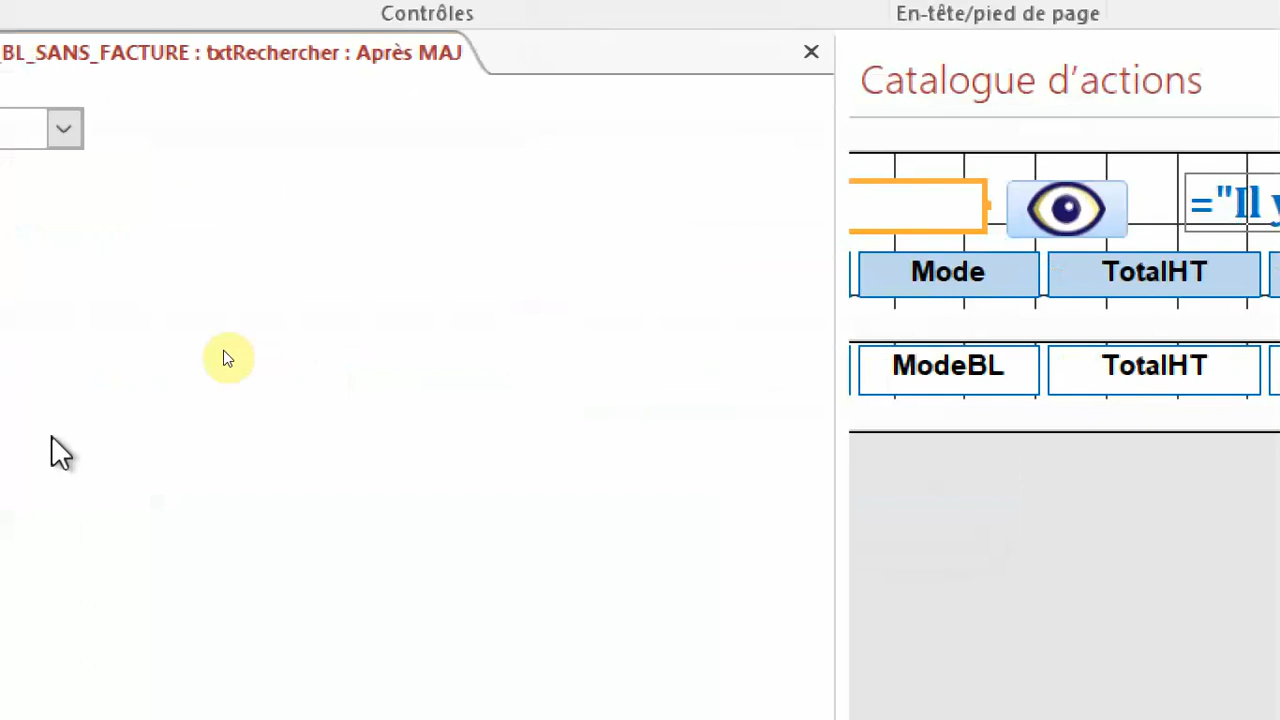 Contrôles
En-tête/pied de page
BL_SANS_FACTURE : txtRechercher : Après MAJ
Catalogue d'actions
="Il y
Mode
TotalHT
ModeBL
TotalHT